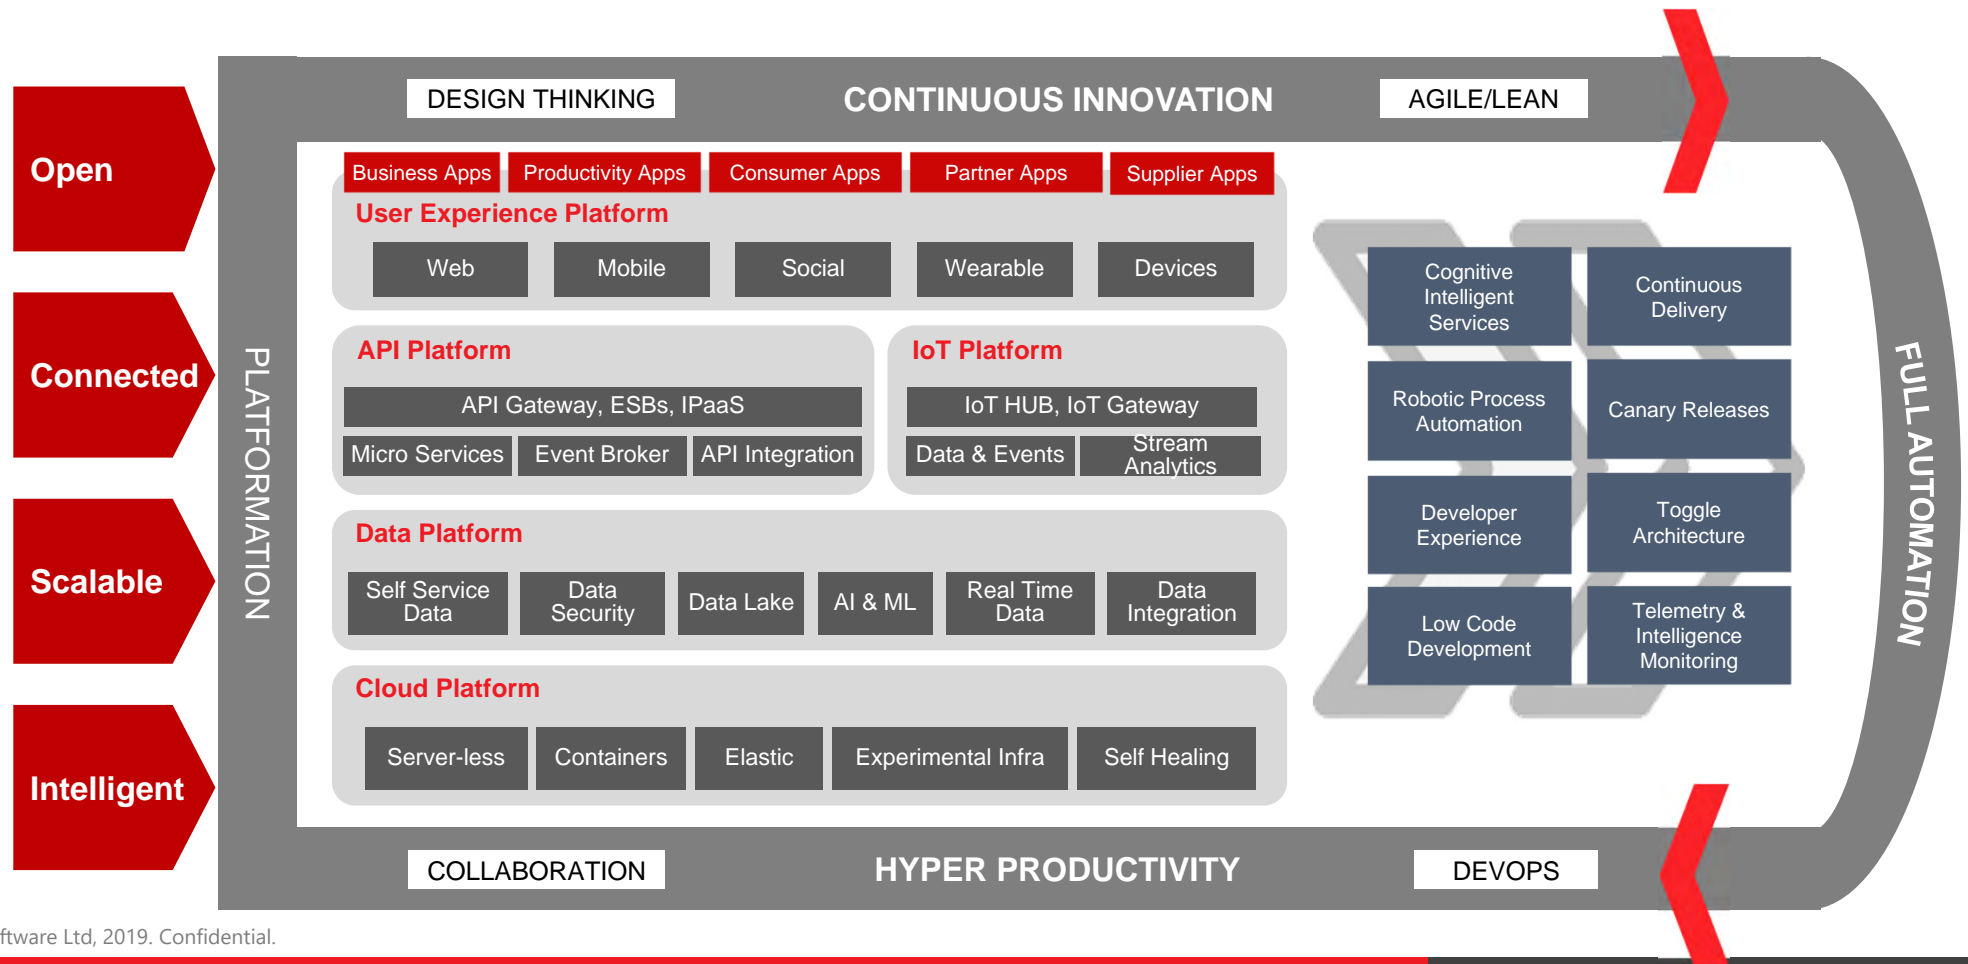 DESIGN THINKING
CONTINUOUS INNOVATION
AGILE/LEAN
Open
Connected
Scalable
Intelligent
PLATFORMATION
Business Apps
Productivity Apps
Consumer Apps
Partner Apps
Supplier Apps
User Experience Platform
Web
Mobile
Social
Wearable
Devices
API Platform
API Gateway, ESBs, IPaaS
Micro Services
Event Broker
API Integration
IoT Platform
IoT HUB, IoT Gateway
Data & Events
Stream
Analytics
Data Platform
Self Service
Data
Data
Security
Data Lake
AI & ML
Real Time
Data
Data
Integration
Cloud Platform
Server-less
Containers
Elastic
Experimental Infra
Self Healing
Cognitive
Intelligent
Services
Continuous
Delivery
Robotic Process
Automation
Canary Releases
Developer
Experience
Toggle
Architecture
Low Code
Development
Telemetry &
Intelligence
Monitoring
FULL AUTOMATION
COLLABORATION
HYPER PRODUCTIVITY
DEVOPS
ftware Ltd, 2019. Confidential.